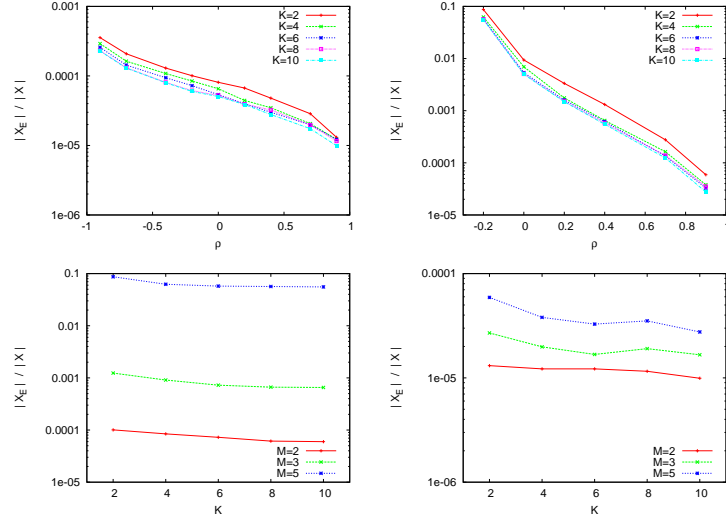 0.001
0.0001
1e-05
1e-06
| X_E | / | X |
-1 -0.5 0 0.5 1
ρ
K=2
K=4
K=6
K=8
K=10
0.1
0.01
0.001
0.0001
1e-05
| X_E | / | X |
-0.2 0 0.2 0.4 0.6 0.8 1
ρ
K=2
K=4
K=6
K=8
K=10
0.1
0.01
0.001
0.0001
1e-05
| X_E | / | X |
2 4 6 8 10
K
M=2
M=3
M=5
0.0001
1e-05
1e-06
| X_E | / | X |
2 4 6 8 10
K
M=2
M=3
M=5